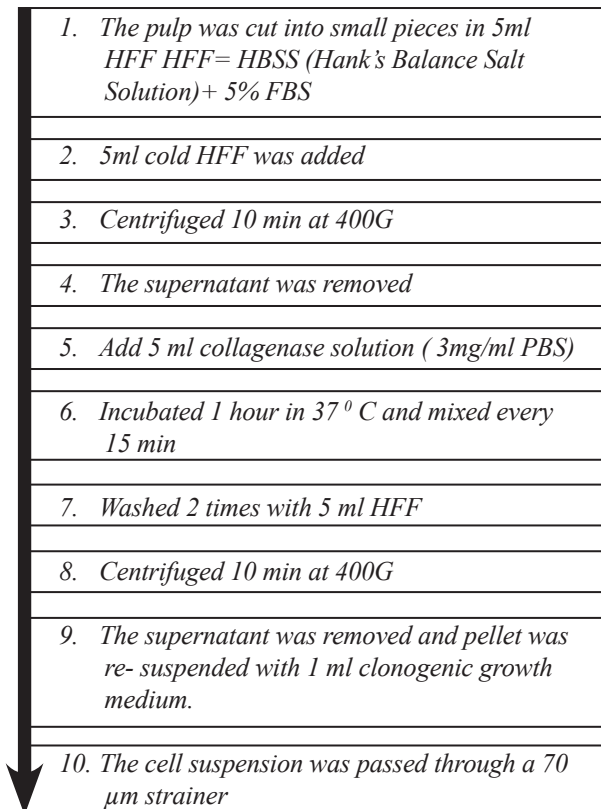 1. The pulp was cut into small pieces in 5ml
HFF HFF= HBSS (Hank's Balance Salt
Solution)+ 5% FBS
2. 5ml cold HFF was added
3. Centrifuged 10 min at 400G
4. The supernatant was removed
5. Add 5 ml collagenase solution ( 3mg/ml PBS)
6. Incubated 1 hour in 37 ⁰ C and mixed every
15 min
7. Washed 2 times with 5 ml HFF
8. Centrifuged 10 min at 400G
9. The supernatant was removed and pellet was
re- suspended with 1 ml clonogenic growth
medium.
10. The cell suspension was passed through a 70
µm strainer